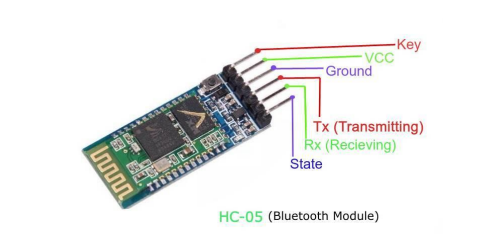 Key
VCC
Ground
Tx (Transmitting)
Rx (Recieving)
State
HC-05 (Bluetooth Module)